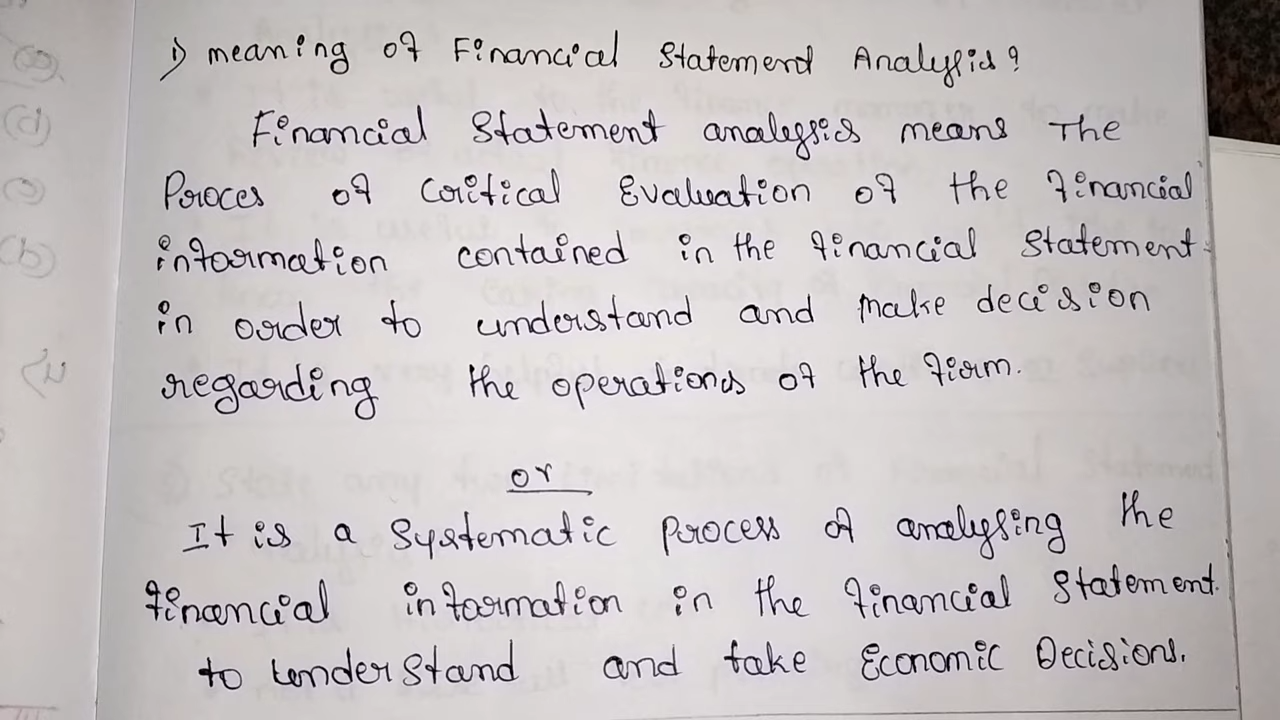 1) meaning of Financial Statement Analysis?
Financial Statement analysis means The
Proces of Critical Evaluation of the financial
information contained in the financial Statement
in order to understand and make decision
regarding the operations of the firm.
or
It is a Systematic process of analysing the
financial information in the financial Statement.
to understand and take Economic Decisions.